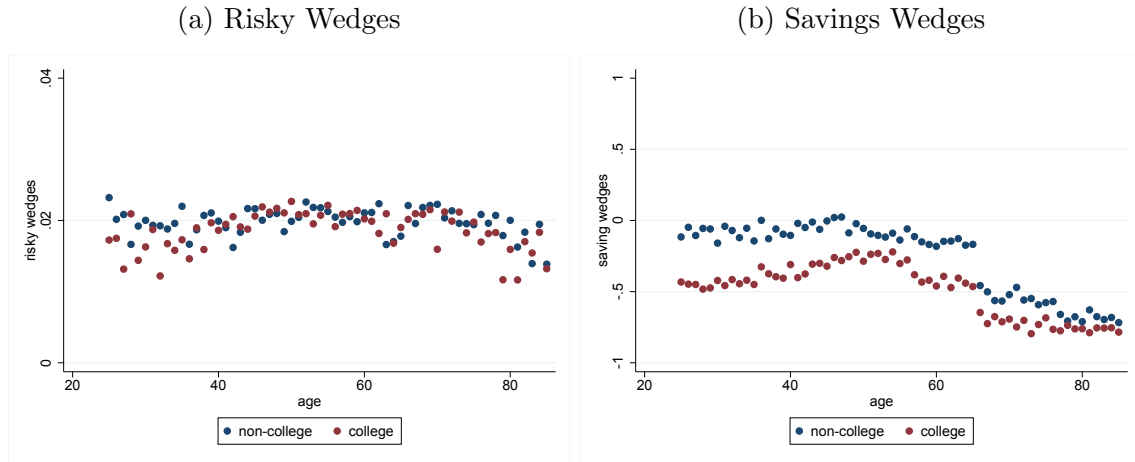 (a) Risky Wedges
.04
.02
0
risky wedges
20
40
60
80
age
non-college
college
(b) Savings Wedges
1
.5
0
-.5
-1
saving wedges
20
40
60
80
age
non-college
college